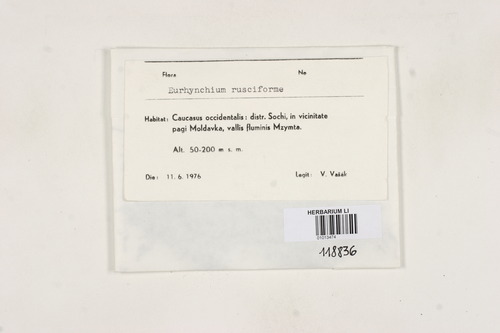 Flora No
Eurhynchium rusciforme
Habitat: Caucasus occidentalis: distr. Sochi, in vicinitate
pagi Moldavka, vallis fluminis Mzymta.
Alt. 50-200 m s. m.
Die: 11. 6. 1976 Legit: V. Vašák
HERBARIUM LI
118836